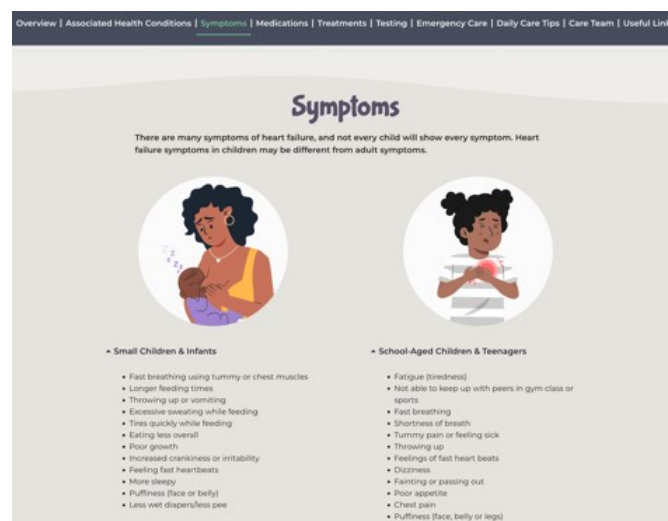 Overview | Associated Health Conditions | Symptoms | Medications | Treatments | Testing | Emergency Care | Daily Care Tips | Care Team | Useful Lin
Symptoms
There are many symptoms of heart failure, and not every child will show every symptom. Heart
failure symptoms in children may be different from adult symptoms.
z z z z
Small Children & Infants
• Fast breathing using tummy or chest muscles
• Longer feeding times
• Throwing up or vomiting
• Excessive sweating while feeding
• Tires quickly while feeding
• Eating less overall
• Poor growth
• Increased crankiness or irritability
• Feeling fast heartbeats
• More sleepy
• Puffiness (face or belly)
• Less wet diapers/less pee
School-Aged Children & Teenagers
• Fatigue (tiredness)
• Not able to keep up with peers in gym class or
sports
• Fast breathing
• Shortness of breath
• Tummy pain or feeling sick
• Throwing up
• Feelings of fast heart beats
• Dizziness
• Fainting or passing out
• Poor appetite
• Chest pain
• Puffiness (face, belly or legs)